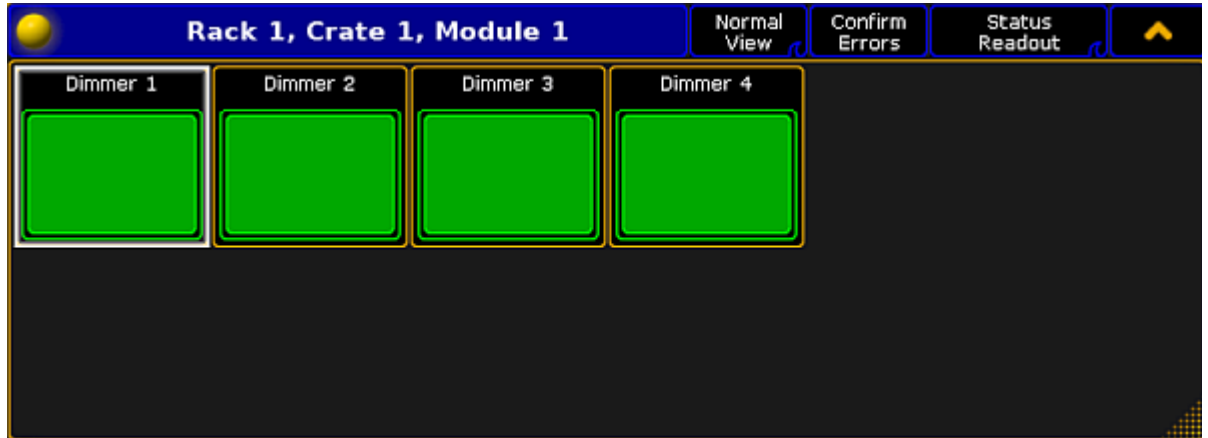 Rack 1, Crate 1, Module 1
Normal
View
Confirm
Errors
Status
Readout
Dimmer 1
Dimmer 2
Dimmer 3
Dimmer 4